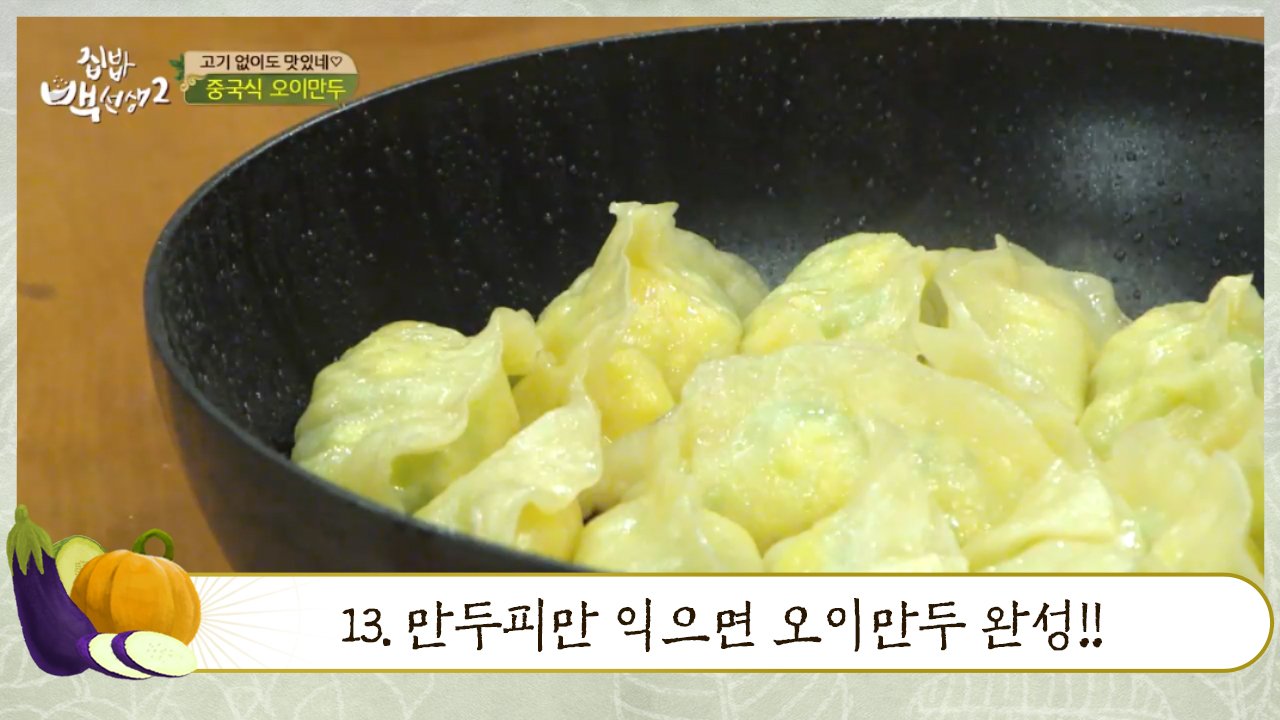 집밥
백선생2
고기 없이도 맛있네♡
중국식 오이만두
13. 만두피만 익으면 오이만두 완성!!